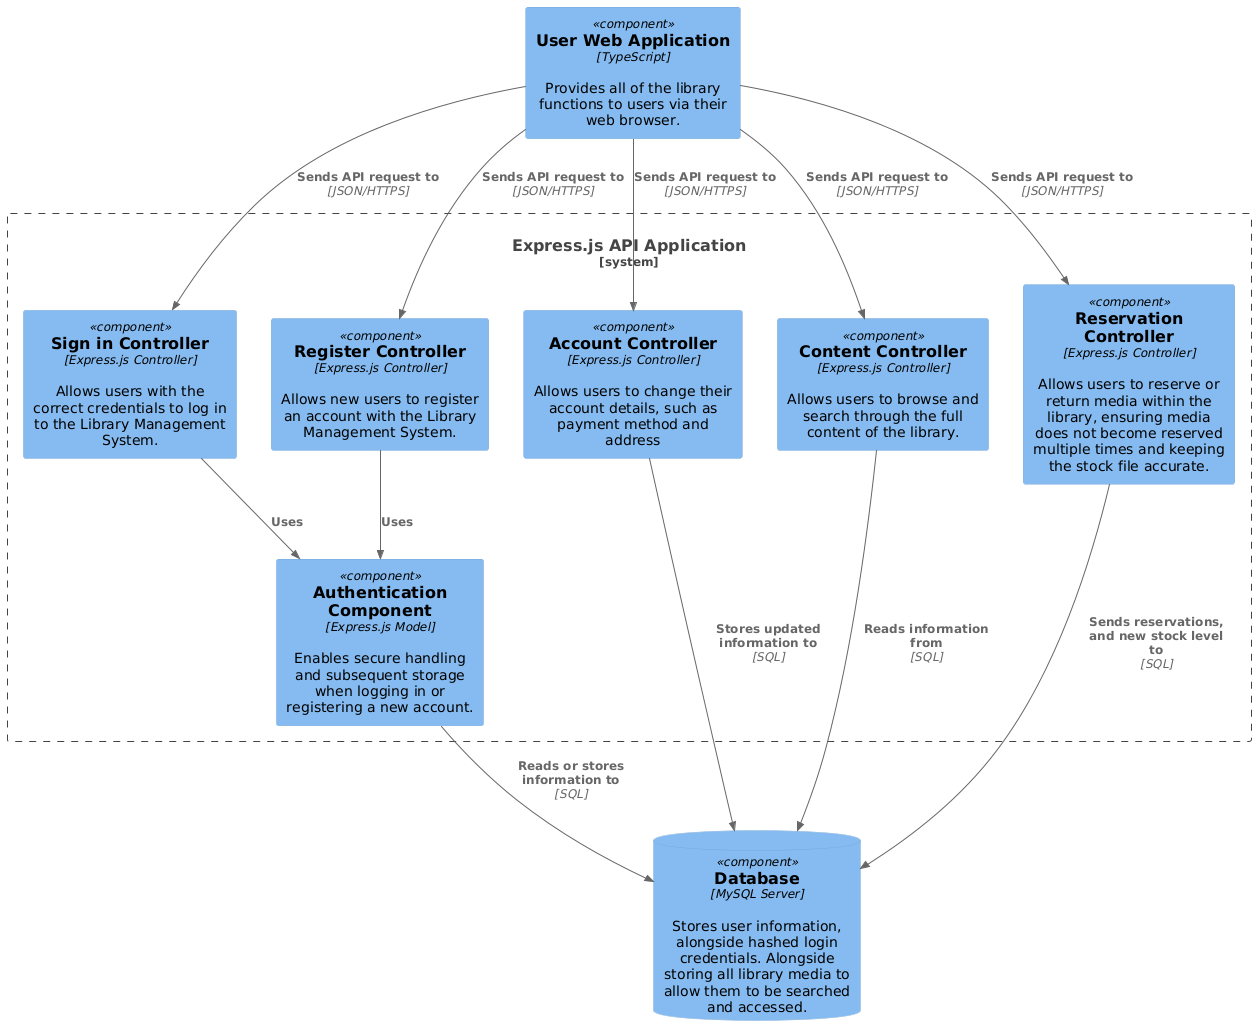 «component»
User Web Application
[TypeScript]
Provides all of the library
functions to users via their
web browser.
Sends API request to
[JSON/HTTPS]
Sends API request to
[JSON/HTTPS]
Sends API request to
[JSON/HTTPS]
Sends API request to
[JSON/HTTPS]
Sends API request to
[JSON/HTTPS]
Express.js API Application
[system]
«component»
Sign in Controller
[Express.js Controller]
Allows users with the
correct credentials to log in
to the Library Management
System.
«component»
Register Controller
[Express.js Controller]
Allows new users to register
an account with the Library
Management System.
«component»
Account Controller
[Express.js Controller]
Allows users to change their
account details, such as
payment method and
address
«component»
Content Controller
[Express.js Controller]
Allows users to browse and
search through the full
content of the library.
«component»
Reservation
Controller
[Express.js Controller]
Allows users to reserve or
return media within the
library, ensuring media
does not become reserved
multiple times and keeping
the stock file accurate.
Uses
Uses
«component»
Authentication
Component
[Express.js Model]
Enables secure handling
and subsequent storage
when logging in or
registering a new account.
Stores updated
information to
[SQL]
Reads information
from
[SQL]
Sends reservations,
and new stock level
to
[SQL]
Reads or stores
information to
[SQL]
«component»
Database
[MySQL Server]
Stores user information,
alongside hashed login
credentials. Alongside
storing all library media to
allow them to be searched
and accessed.